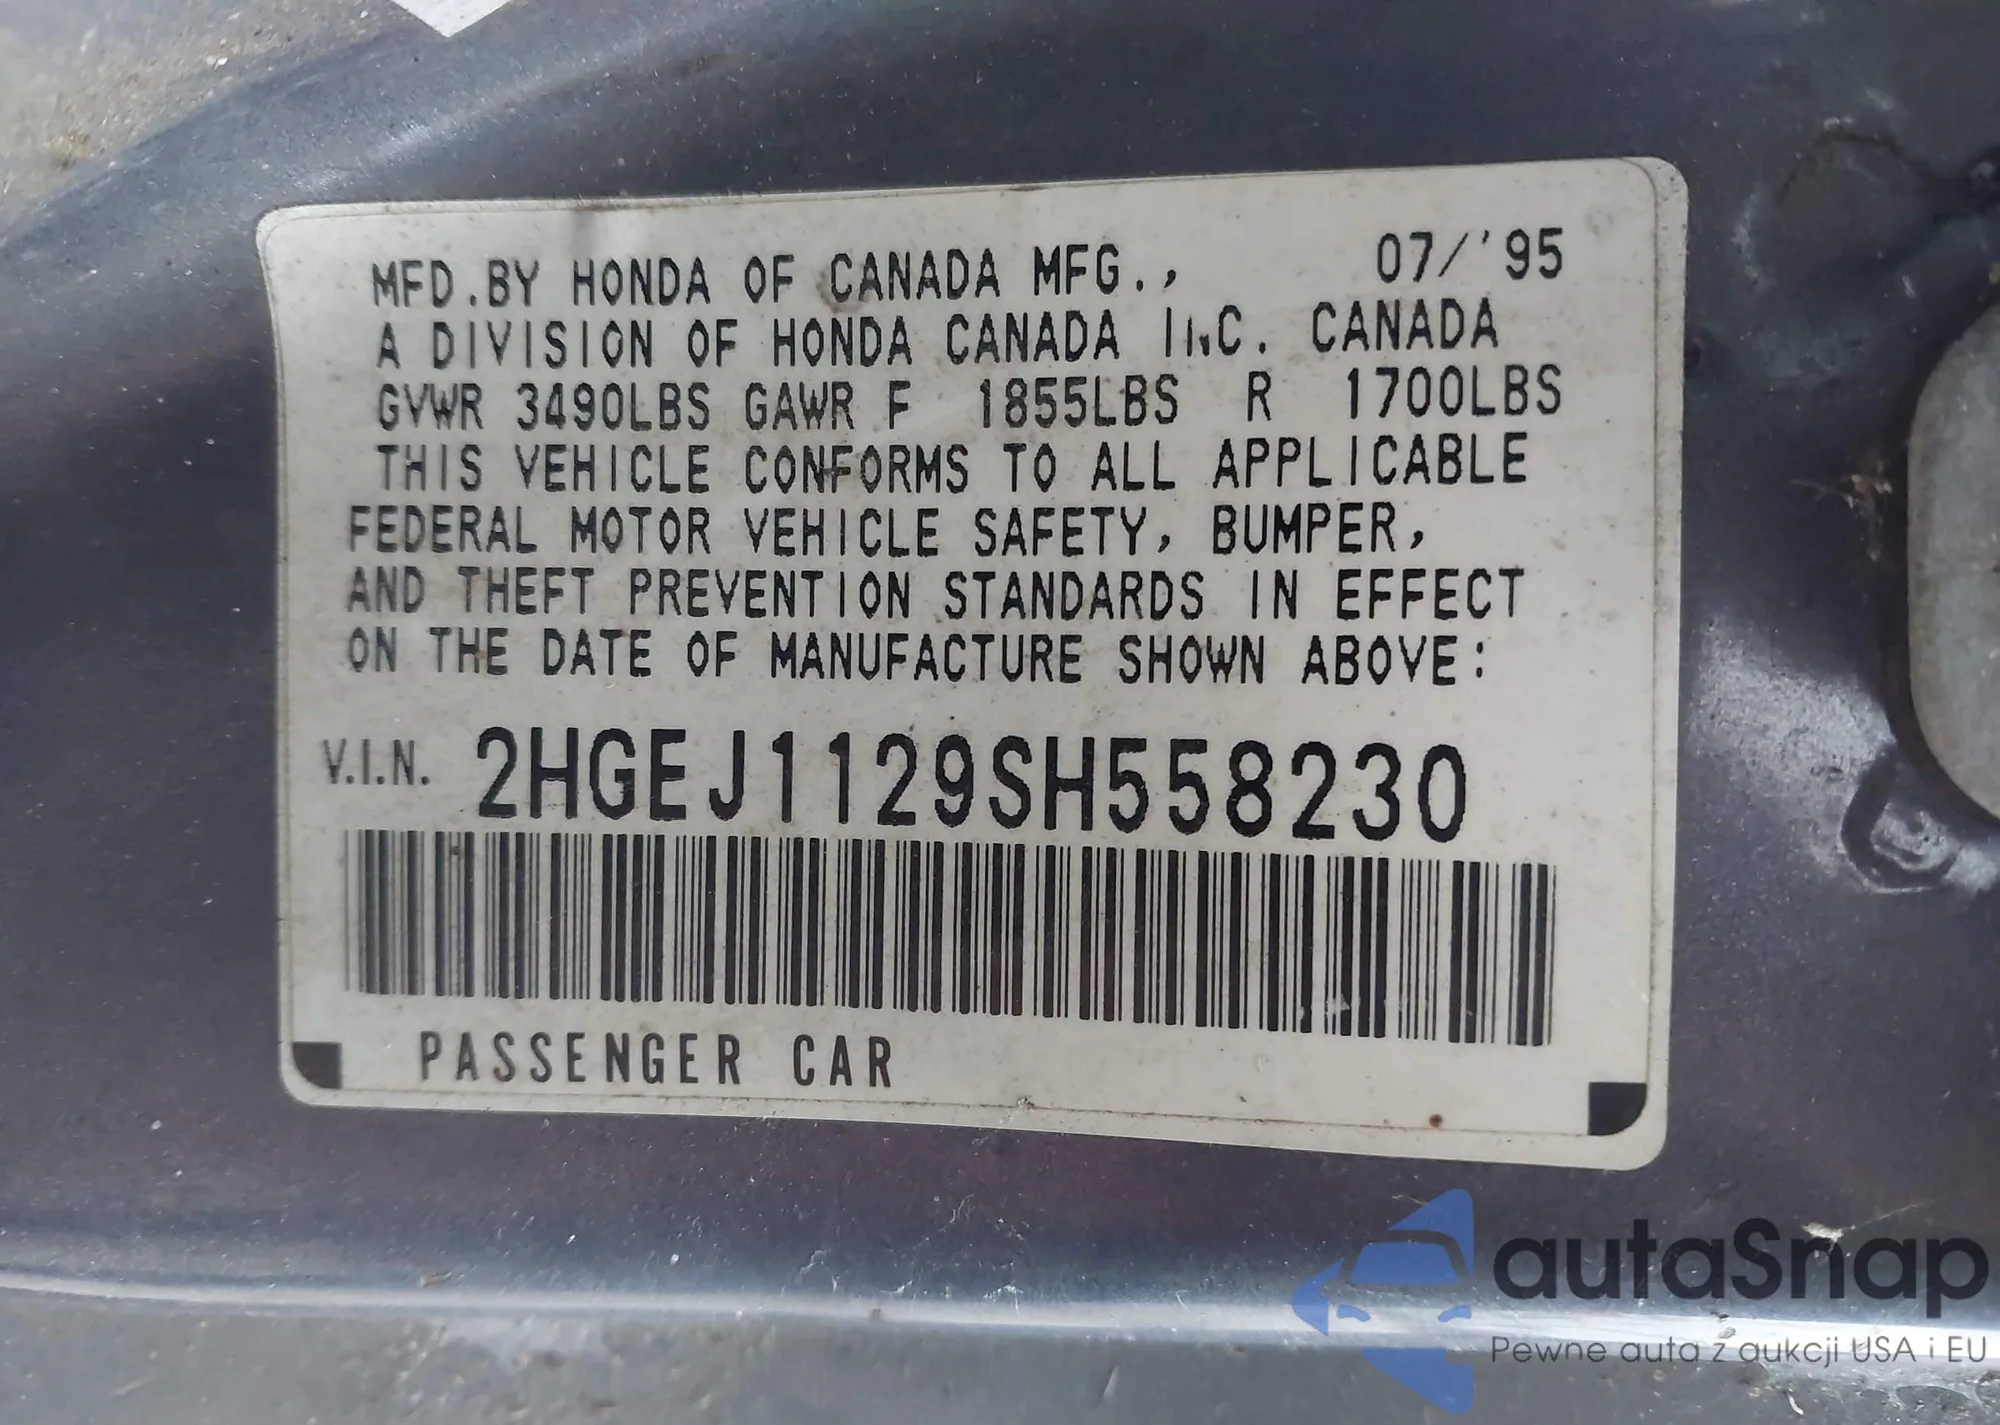 MFD.BY HONDA OF CANADA MFG., 07/'95
A DIVISION OF HONDA CANADA INC. CANADA
GVWR 3490LBS GAWR F 1855LBS R 1700LBS
THIS VEHICLE CONFORMS TO ALL APPLICABLE
FEDERAL MOTOR VEHICLE SAFETY, BUMPER,
AND THEFT PREVENTION STANDARDS IN EFFECT
ON THE DATE OF MANUFACTURE SHOWN ABOVE:
V.I.N. 2HGEJ1129SH558230
PASSENGER CAR
autaSnap
Pewne auta z aukcji USA i EU